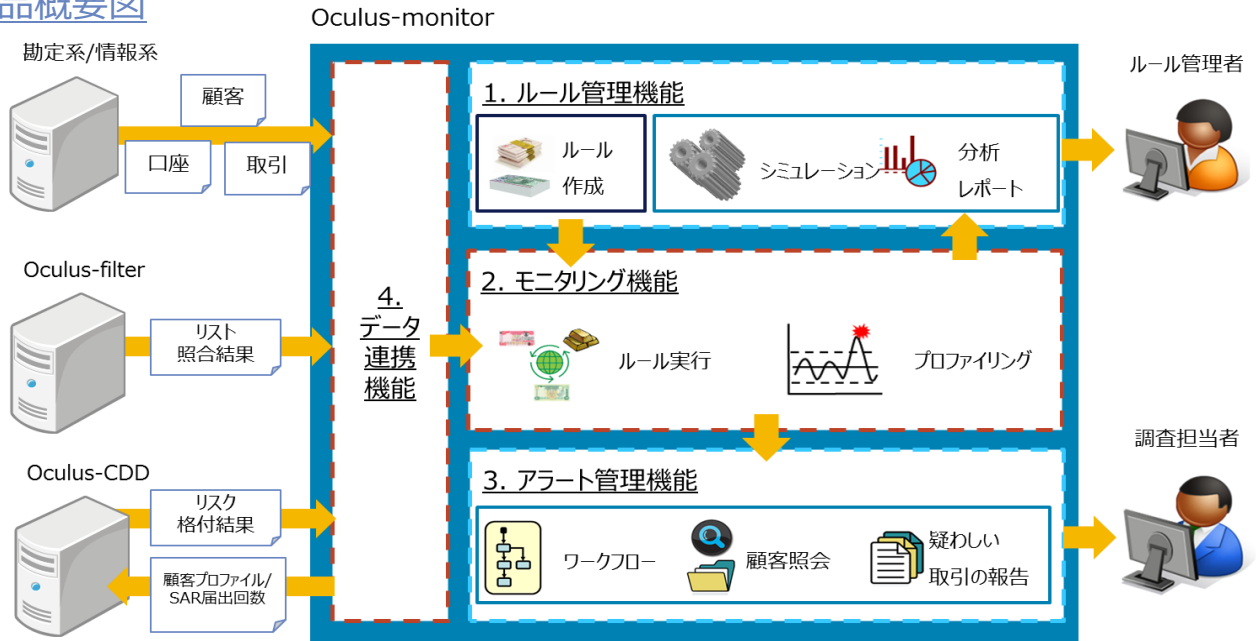 品概要図
Oculus-monitor
勘定系/情報系
顧客
口座
取引
Oculus-filter
リスト
照合結果
Oculus-CDD
リスク
格付結果
顧客プロファイル/
SAR届出回数
4.
データ
連携
機能
1. ルール管理機能
ルール
作成
シミュレーション
分析
レポート
2. モニタリング機能
ルール実行
プロファイリング
3. アラート管理機能
ワークフロー
顧客照会
疑わしい
取引の報告
ルール管理者
調査担当者